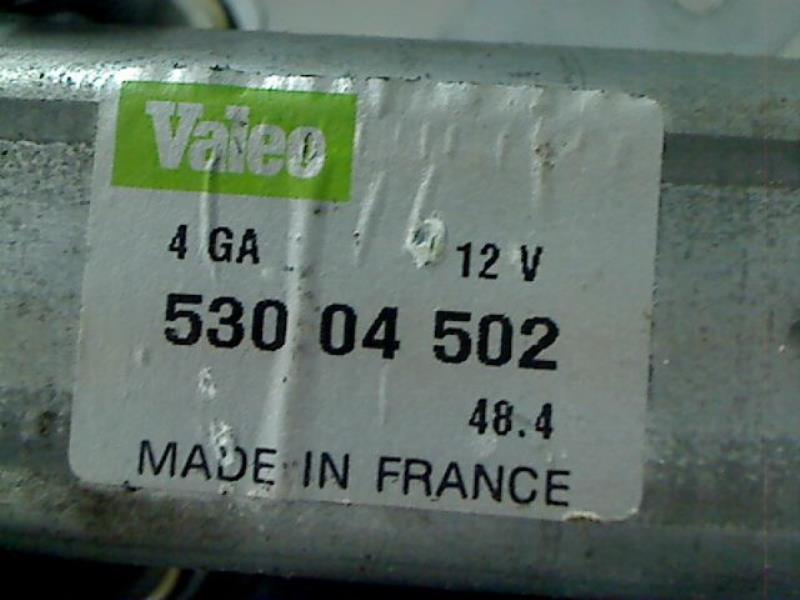 Valeo
4 GA 12 V
530 04 502
48.4
MADE IN FRANCE